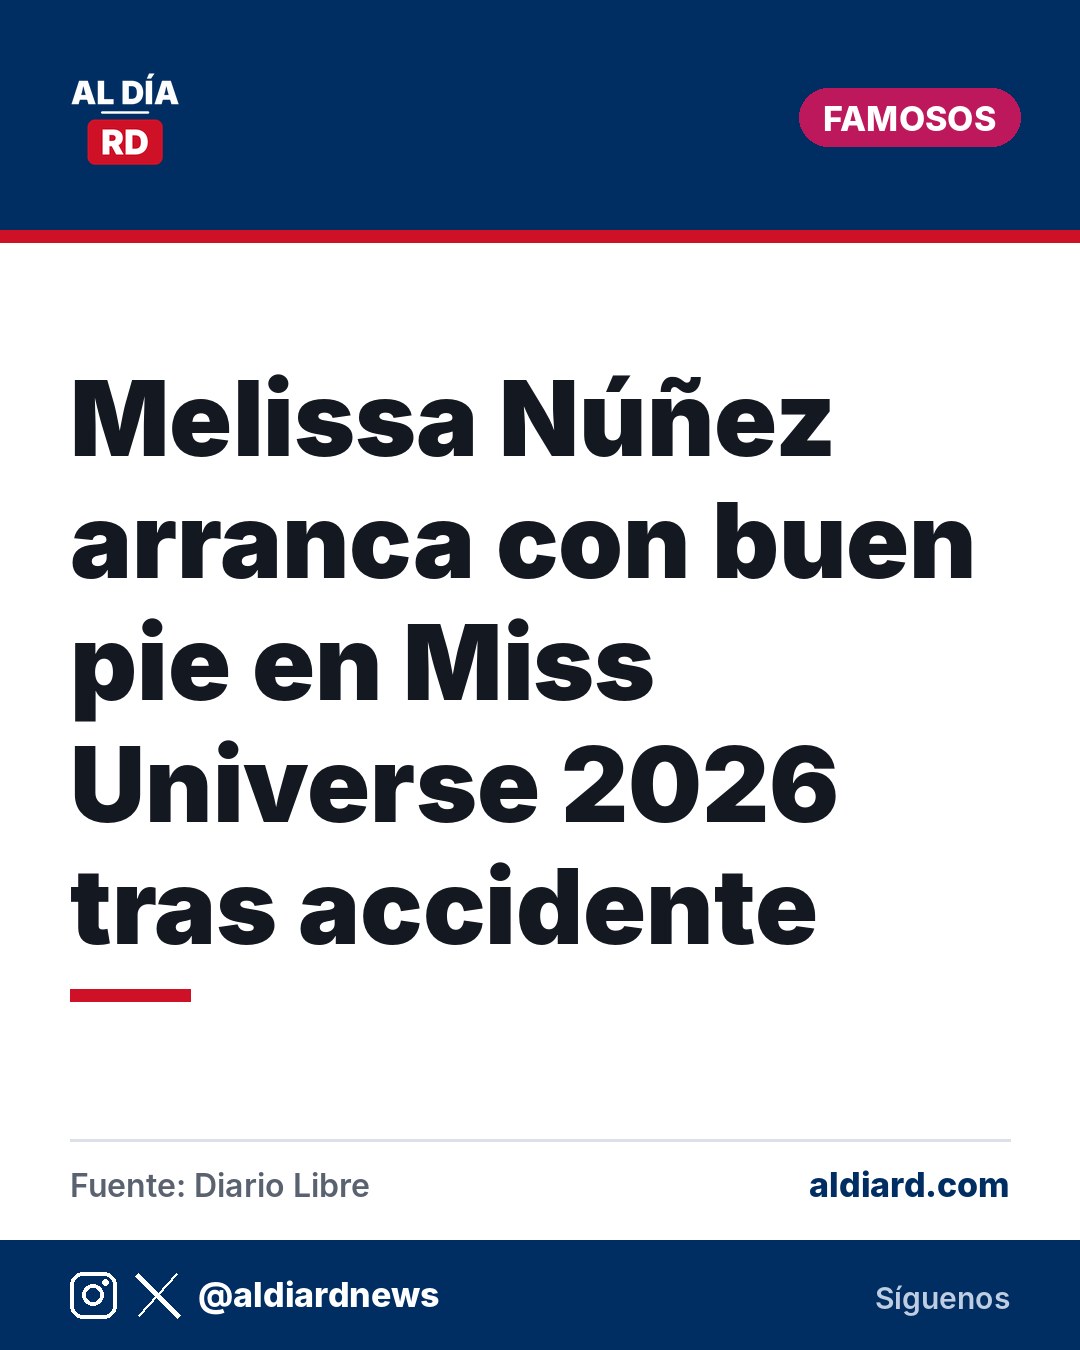 AL DÍA
RD
FAMOSOS
Melissa Núñez
arranca con buen
pie en Miss
Universe 2026
tras accidente
Fuente: Diario Libre
aldiard.com
@aldiardnews
Síguenos